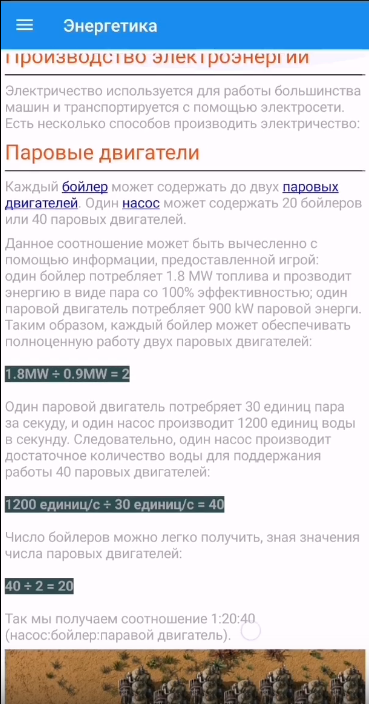 Энергетика
Производство электроэнергии
Электричество используется для работы большинства
машин и транспортируется с помощью электросети.
Есть несколько способов производить электричество:
Паровые двигатели
Каждый бойлер может содержать до двух паровых
двигателей. Один насос может содержать 20 бойлеров
или 40 паровых двигателей.
Данное соотношение может быть вычесленно с
помощью информации, предоставленной игрой:
один бойлер потребляет 1.8 MW топлива и прозводит
энергию в виде пара со 100% эффективностью; один
паровой двигатель потребляет 900 kW паровой энерги.
Таким образом, каждый бойлер может обеспечивать
полноценную работу двух паровых двигателей:
1.8MW ÷ 0.9MW = 2
Один паровой двигатель потребряет 30 единиц пара
за секуду, и один насос производит 1200 единиц воды
в секунду. Следовательно, один насос производит
достаточное количество воды для поддержания
работы 40 паровых двигателей:
1200 единиц/с ÷ 30 единиц/с = 40
Число бойлеров можно легко получить, зная значения
числа паровых двигателей:
40 ÷ 2 = 20
Так мы получаем соотношение 1:20:40
(насос:бойлер:паравой двигатель).